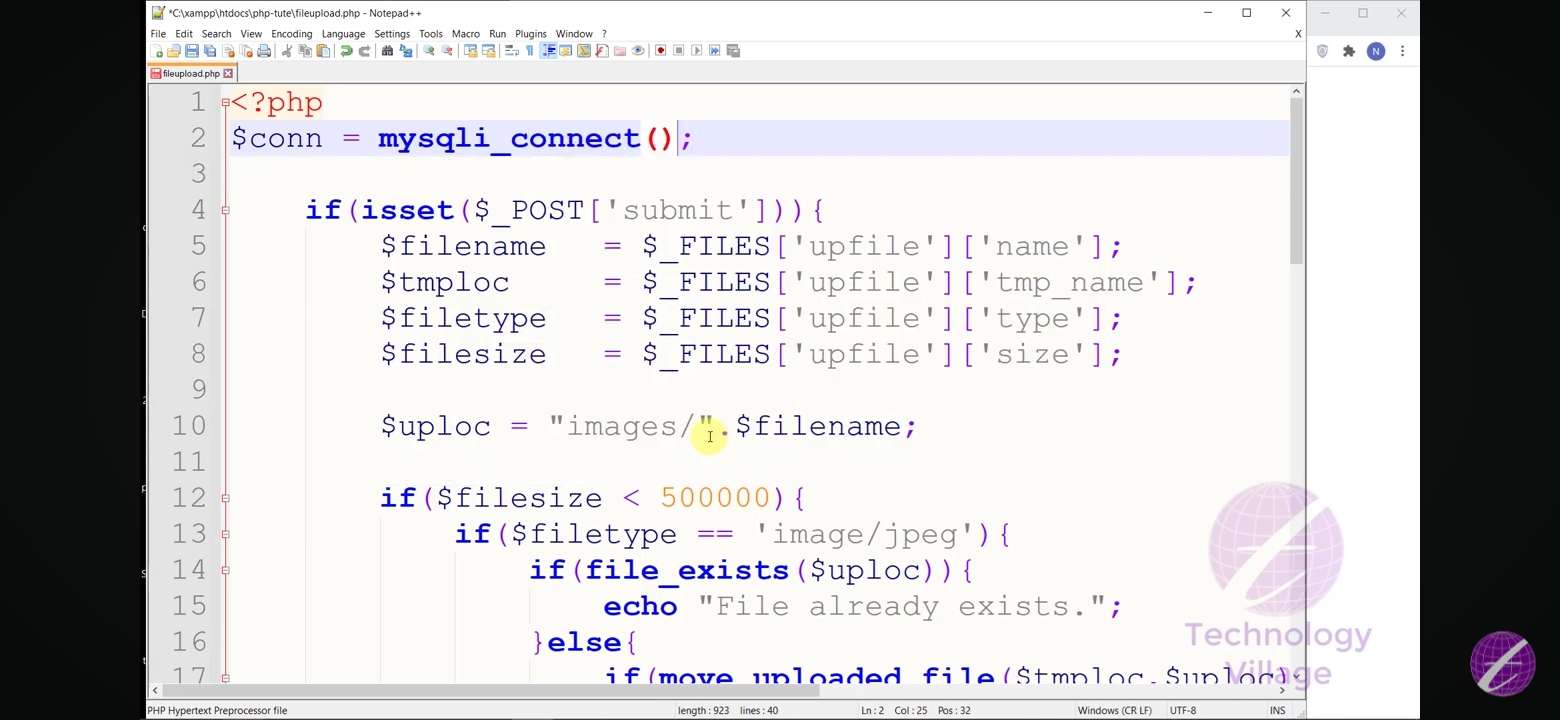 *C:\xampp\htdocs\php-tute\fileupload.php - Notepad++
File Edit Search View Encoding Language Settings Tools Macro Run Plugins Window ? X
N
fileupload.php
1 <?php
2 $conn = mysqli_connect();
3
4 if(isset($_POST['submit'])){
5 $filename = $_FILES['upfile']['name'];
6 $tmploc = $_FILES['upfile']['tmp_name'];
7 $filetype = $_FILES['upfile']['type'];
8 $filesize = $_FILES['upfile']['size'];
9
10 $uploc = "images/".$filename;
11
12 if($filesize < 500000){
13 if($filetype == 'image/jpeg'){
14 if(file_exists($uploc)){
15 echo "File already exists.";
16 }else{
17 if(move_uploaded_file($tmploc,$uploc)
Technology
Village
PHP Hypertext Preprocessor file length : 923 lines : 40 Ln : 2 Col : 25 Pos : 32 Windows (CR LF) UTF-8 INS